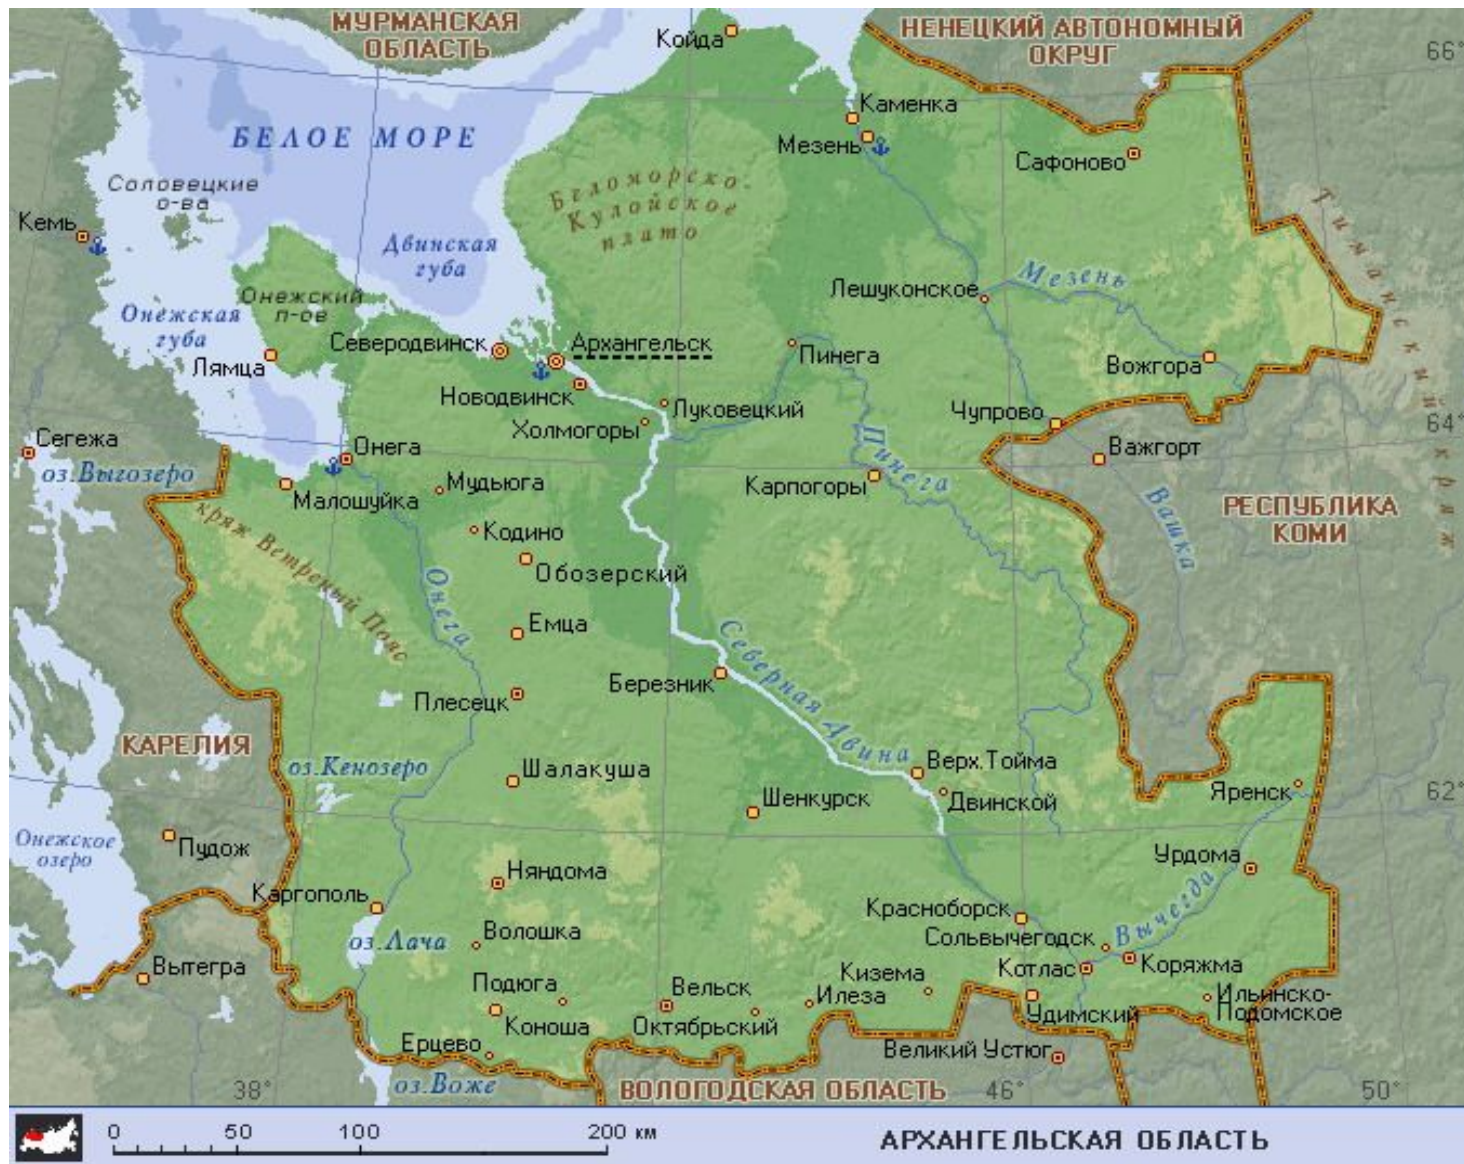 МУРМАНСКАЯ
ОБЛАСТЬ
НЕНЕЦКИЙ АВТОНОМНЫЙ
ОКРУГ
66°
Койда
Каменка
Мезень
Сафоново
БЕЛОЕ МОРЕ
Соловецкие
о-ва
Кемь
Беломорско-
Кулойское
плато
Тиманский кряж
Двинская
губа
Онежский
п-ов
Онежская
губа
Лямца
Северодвинск
Архангельск
Новодвинск
Холмогоры
Луковецкий
Пинега
Лешуконское
Мезень
Вожгора
Чупрово
Важгорт
64°
Сегежа
оз.Выгозеро
Онега
Малошуйка
Мудьюга
Кодино
Обозерский
Карпогоры
Пинега
Вашка
РЕСПУБЛИКА
КОМИ
кряж Ветреный Пояс
Онега
Емца
Плесецк
Березник
Северная Двина
КАРЕЛИЯ
оз.Кенозеро
Шалакуша
Шенкурск
Верх.Тойма
Двинской
Яренск
62°
Онежское
озеро
Пудож
Няндома
Урдома
Каргополь
Красноборск
Вычегда
Волошка
оз.Лача
Сольвычегодск
Вытегра
Котлас
Коряжма
Подюга
Коноша
Вельск
Октябрьский
Кизема
Илеза
Удимский
Ильинско-
Подомское
Ерцево
Великий Устюг
оз.Воже
38°
ВОЛОГОДСКАЯ ОБЛАСТЬ
46°
50°
0 50 100 200 км
АРХАНГЕЛЬСКАЯ ОБЛАСТЬ